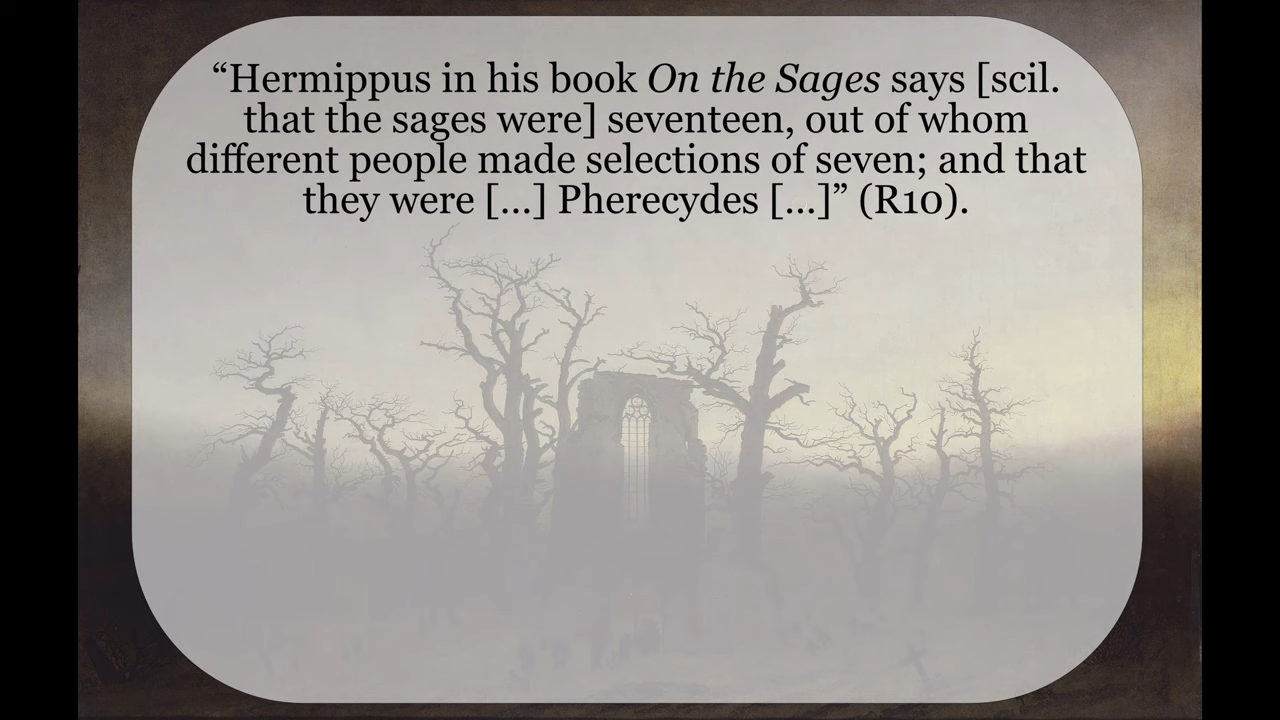 “Hermippus in his book On the Sages says [scil.
that the sages were] seventeen, out of whom
different people made selections of seven; and that
they were [...] Pherecydes [...]” (R10).